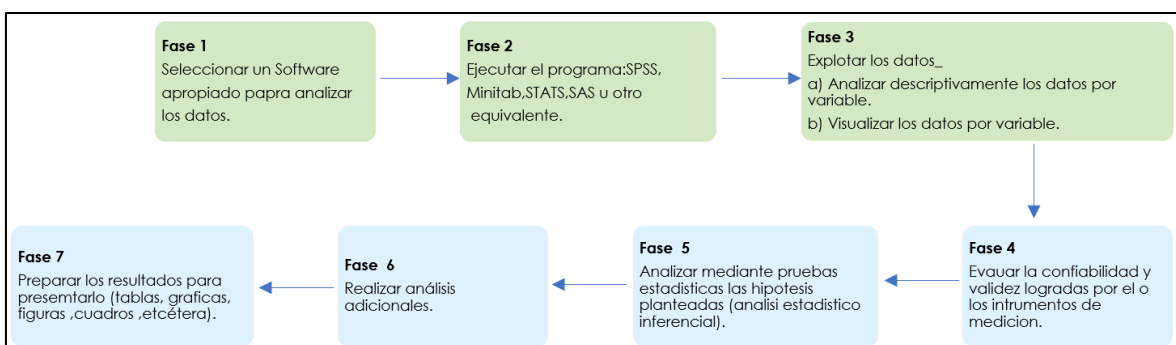 Fase 1
Seleccionar un Software
apropiado papra analizar
los datos.
Fase 2
Ejecutar el programa:SPSS,
Minitab,STATS,SAS u otro
equivalente.
Fase 3
Explotar los datos_
a) Analizar descriptivamente los datos por
variable.
b) Visualizar los datos por variable.
Fase 4
Evauar la confiabilidad y
validez logradas por el o
los intrumentos de
medicion.
Fase 5
Analizar mediante pruebas
estadisticas las hipotesis
planteadas (analisi estadistico
inferencial).
Fase 6
Realizar análisis
adicionales.
Fase 7
Preparar los resultados para
presemtarlo (tablas, graficas,
figuras ,cuadros ,etcétera).